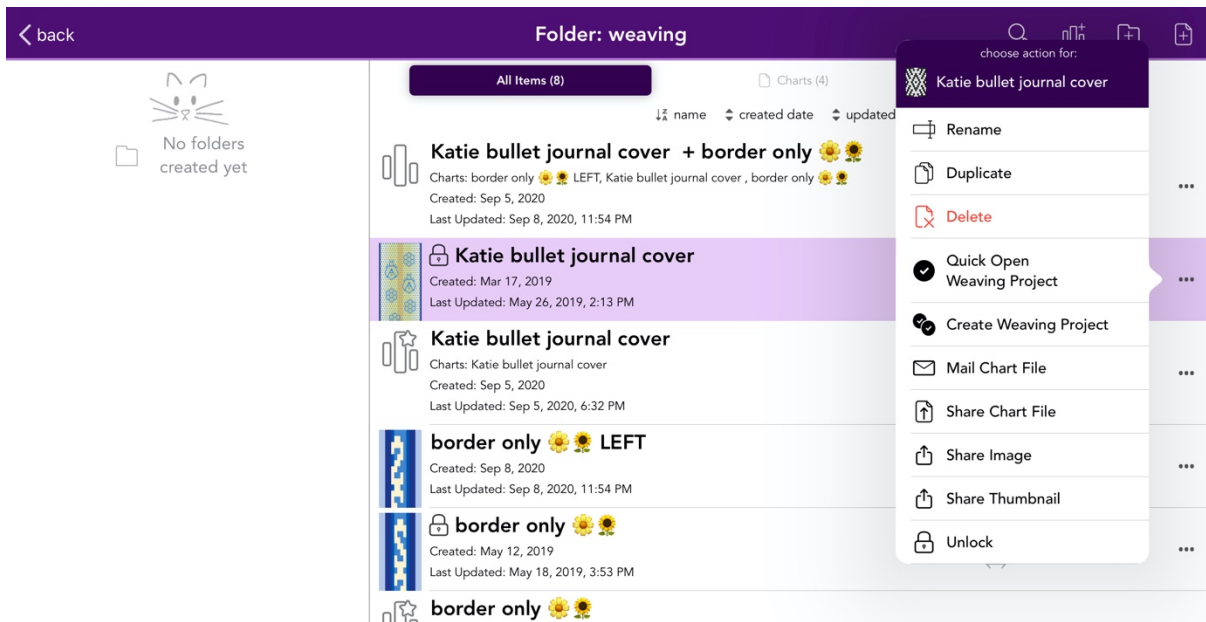 back
Folder: weaving
No folders
created yet
All Items (8)
Charts (4)
name
created date
updated
Katie bullet journal cover + border only 🌼🌻
Charts: border only 🌼🌻 LEFT, Katie bullet journal cover , border only 🌼🌻
Created: Sep 5, 2020
Last Updated: Sep 8, 2020, 11:54 PM
Katie bullet journal cover
Created: Mar 17, 2019
Last Updated: May 26, 2019, 2:13 PM
Katie bullet journal cover
Charts: Katie bullet journal cover
Created: Sep 5, 2020
Last Updated: Sep 5, 2020, 6:32 PM
border only 🌼🌻 LEFT
Created: Sep 8, 2020
Last Updated: Sep 8, 2020, 11:54 PM
border only 🌼🌻
Created: May 12, 2019
Last Updated: May 18, 2019, 3:53 PM
border only 🌼🌻
choose action for:
Katie bullet journal cover
Rename
Duplicate
Delete
Quick Open
Weaving Project
Create Weaving Project
Mail Chart File
Share Chart File
Share Image
Share Thumbnail
Unlock